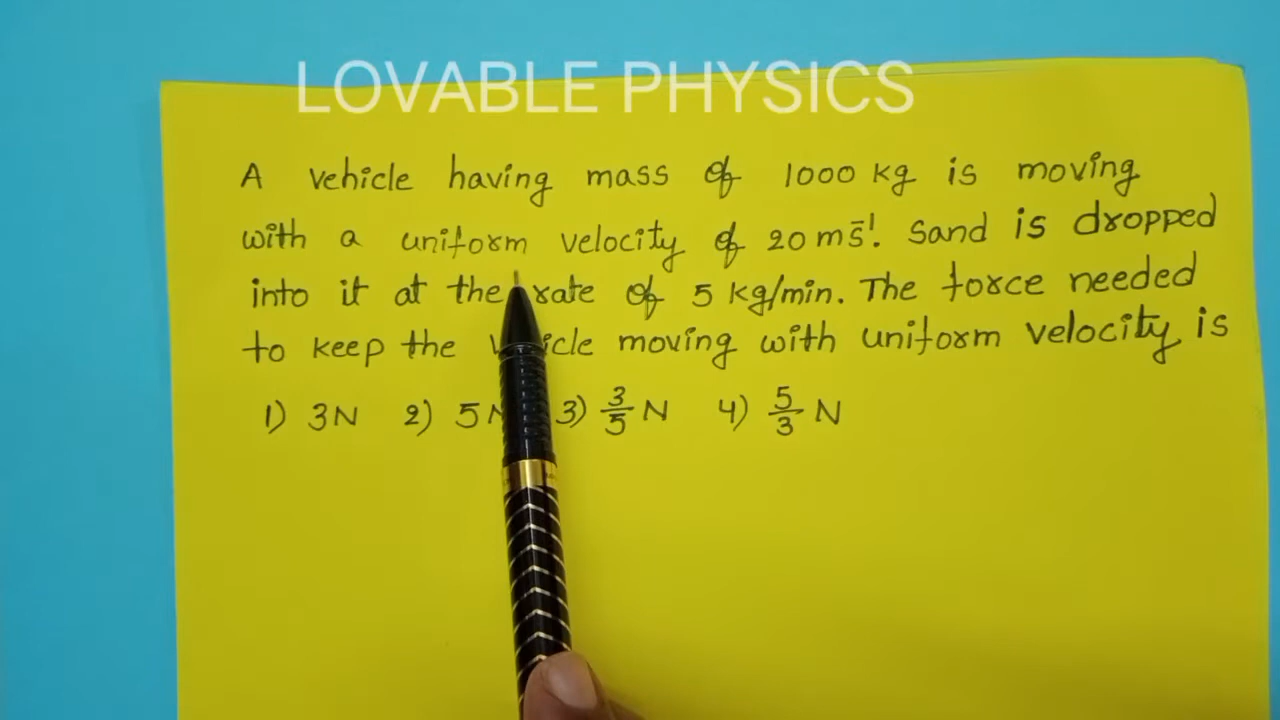 LOVABLE PHYSICS
A vehicle having mass of 1000 kg is moving
with a uniform velocity of 20 ms⁻¹. Sand is dropped
into it at the rate of 5 kg/min. The force needed
to keep the moving with uniform velocity is
1) 3N 2) 5N 3) 3/5 N 4) 5/3 N